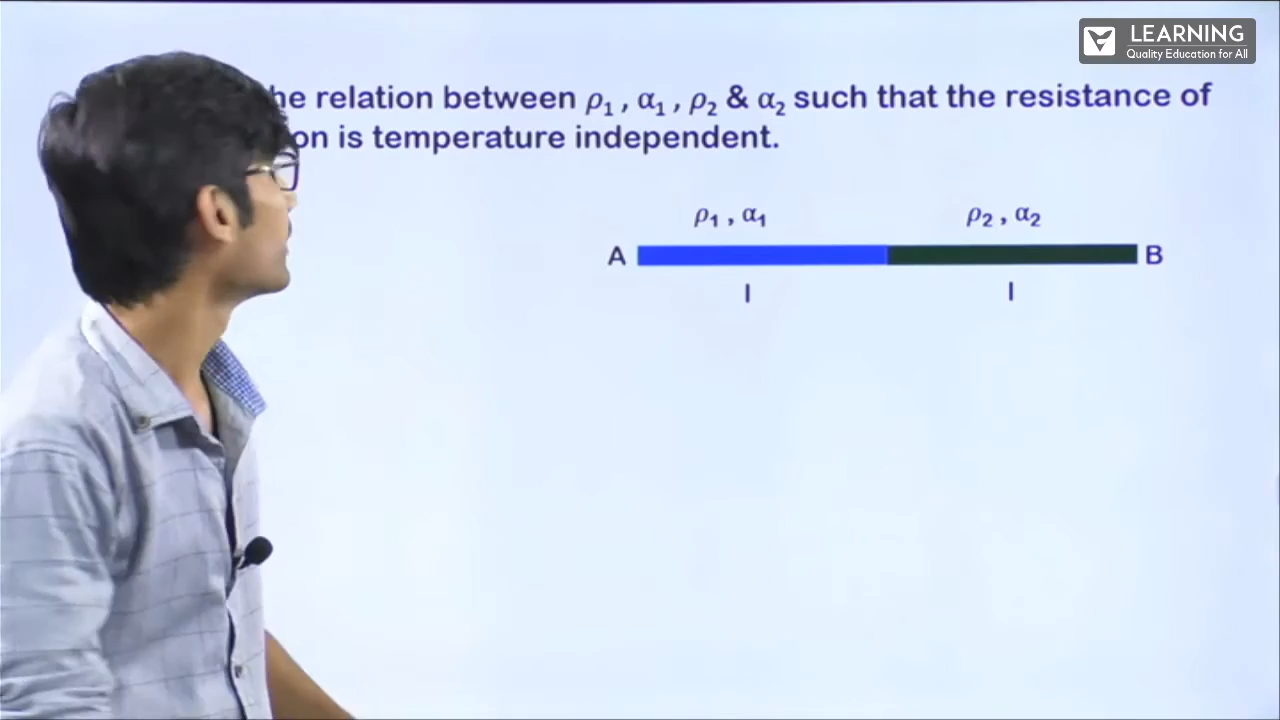 LEARNING
Quality Education for All
he relation between ρ₁ , α₁ , ρ₂ & α₂ such that the resistance of
on is temperature independent.
ρ₁ , α₁ ρ₂ , α₂
A B
l l